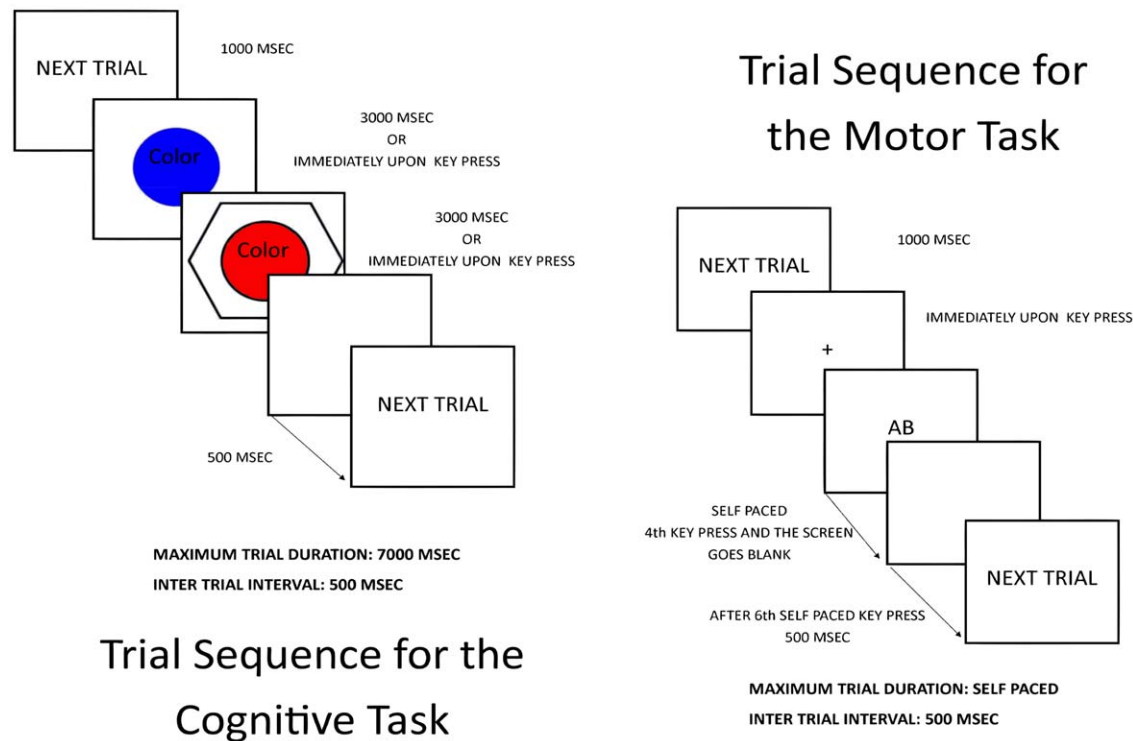 NEXT TRIAL
1000 MSEC
Color
3000 MSEC
OR
IMMEDIATELY UPON KEY PRESS
Color
3000 MSEC
OR
IMMEDIATELY UPON KEY PRESS
NEXT TRIAL
500 MSEC
MAXIMUM TRIAL DURATION: 7000 MSEC
INTER TRIAL INTERVAL: 500 MSEC
Trial Sequence for the
Cognitive Task
Trial Sequence for
the Motor Task
NEXT TRIAL
1000 MSEC
+
IMMEDIATELY UPON KEY PRESS
AB
SELF PACED
4th KEY PRESS AND THE SCREEN
GOES BLANK
NEXT TRIAL
AFTER 6th SELF PACED KEY PRESS
500 MSEC
MAXIMUM TRIAL DURATION: SELF PACED
INTER TRIAL INTERVAL: 500 MSEC